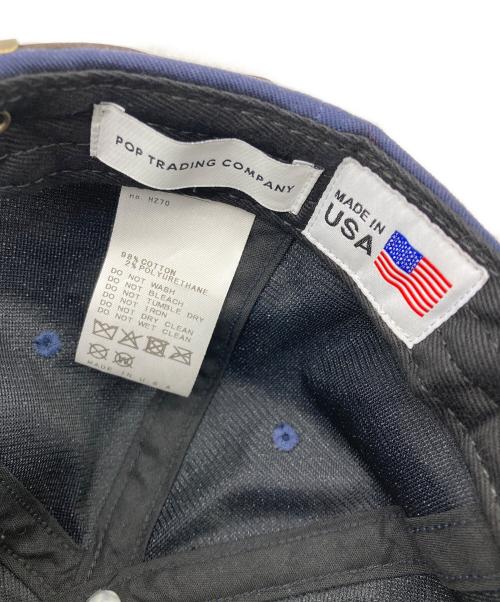 POP TRADING COMPANY
MADE IN
USA
no. HZ70
98% COTTON
2% POLYURETHANE
DO NOT WASH
DO NOT BLEACH
DO NOT TUMBLE DRY
DO NOT IRON
DO NOT DRY CLEAN
DO NOT WET CLEAN
MADE IN U.S.A